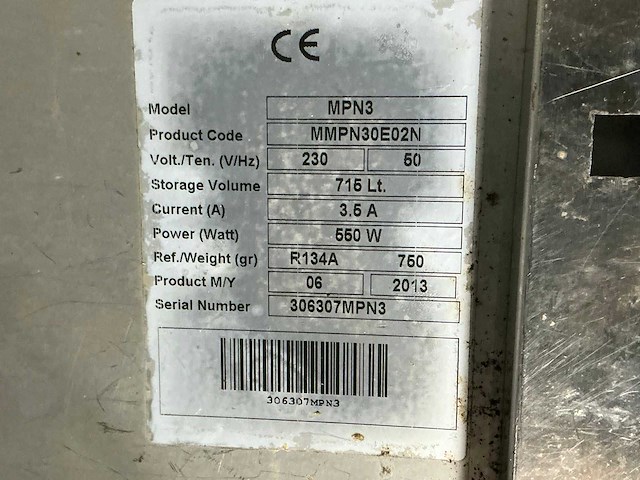 CE
Model MPN3
Product Code MMPN30E02N
Volt./Ten. (V/Hz) 230 50
Storage Volume 715 Lt.
Current (A) 3.5 A
Power (Watt) 550 W
Ref./Weight (gr) R134A 750
Product M/Y 06 2013
Serial Number 306307MPN3
306307MPN3